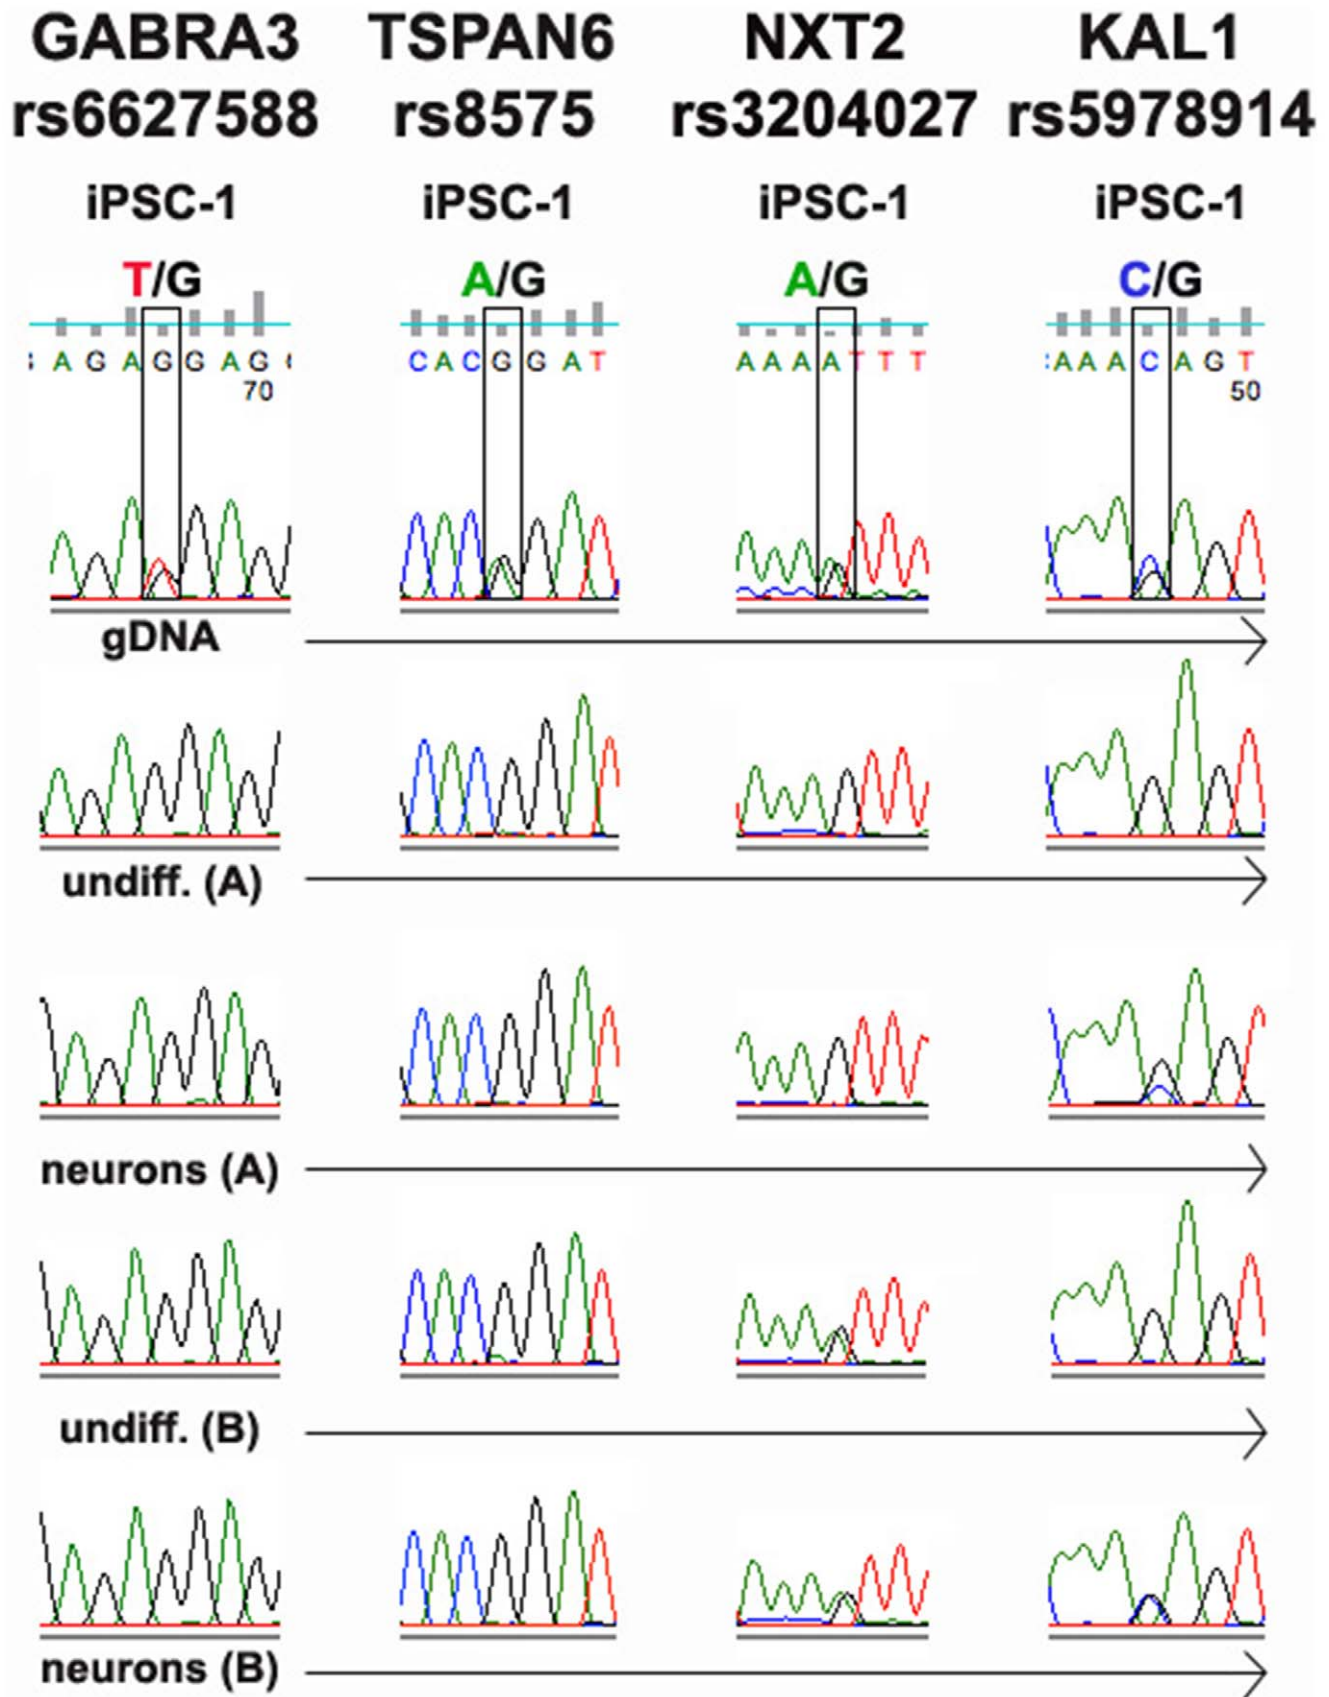 GABRA3 TSPAN6 NXT2 KAL1
rs6627588 rs8575 rs3204027 rs5978914
iPSC-1 iPSC-1 iPSC-1 iPSC-1
T/G A/G A/G C/G
A G A G G A G C A C G G A T A A A A T T T A A A C A G T
70 50
gDNA
undiff. (A)
neurons (A)
undiff. (B)
neurons (B)